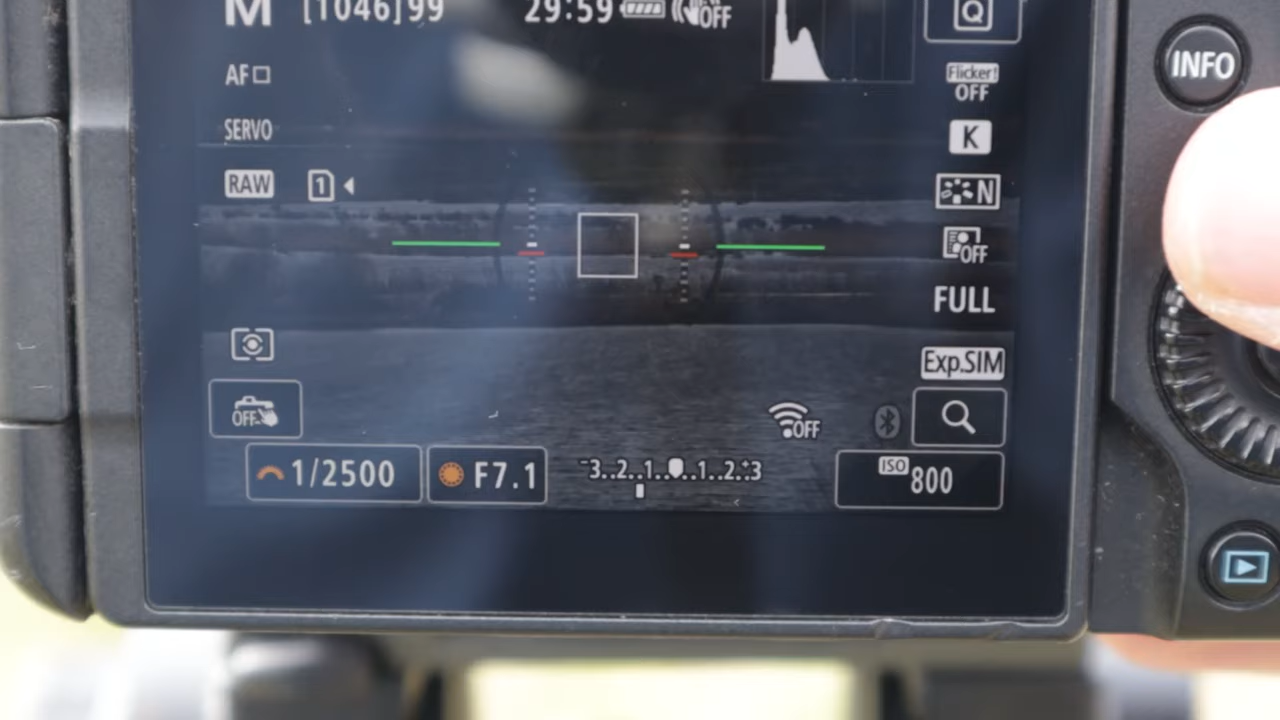 M [1046]99 29:59 OFF Q
INFO
AF
Flicker!
OFF
SERVO
K
RAW 1
N
OFF
FULL
Exp.SIM
OFF
OFF
1/2500 F7.1 -3..2..1..●..1..2..+3 ISO 800